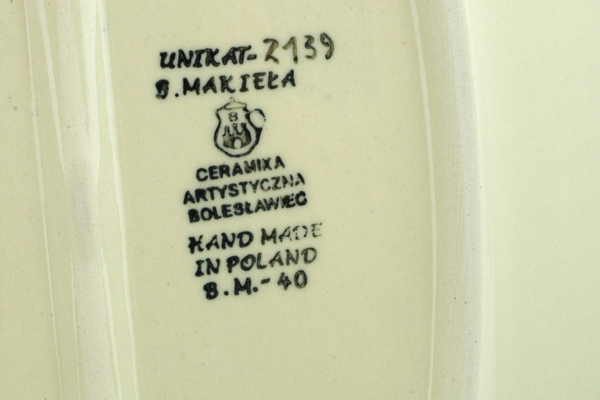 UNIKAT-2139
B.MAKIEŁA
B
CERAMIKA
ARTYSTYCZNA
BOLESŁAWIEC
HAND MADE
IN POLAND
B.M.-40